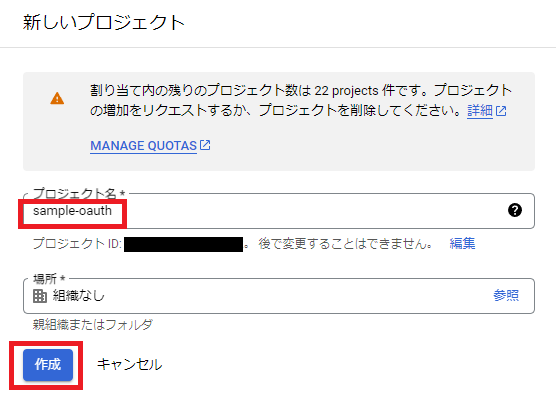 新しいプロジェクト
割り当て内の残りのプロジェクト数は 22 projects 件です。プロジェクト
の増加をリクエストするか、プロジェクトを削除してください。詳細
MANAGE QUOTAS
プロジェクト名 *
sample-oauth
プロジェクト ID: 。 後で変更することはできません。 編集
場所 *
組織なし 参照
親組織またはフォルダ
作成 キャンセル